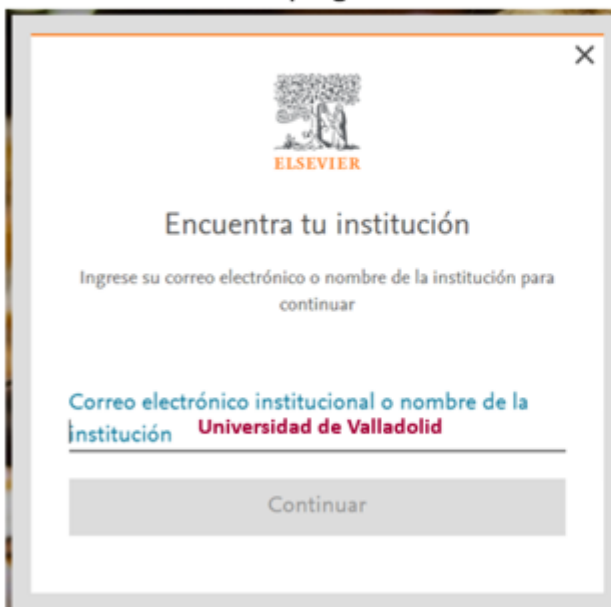 ELSEVIER
Encuentra tu institución
Ingrese su correo electrónico o nombre de la institución para
continuar
Correo electrónico institucional o nombre de la
institución Universidad de Valladolid
Continuar